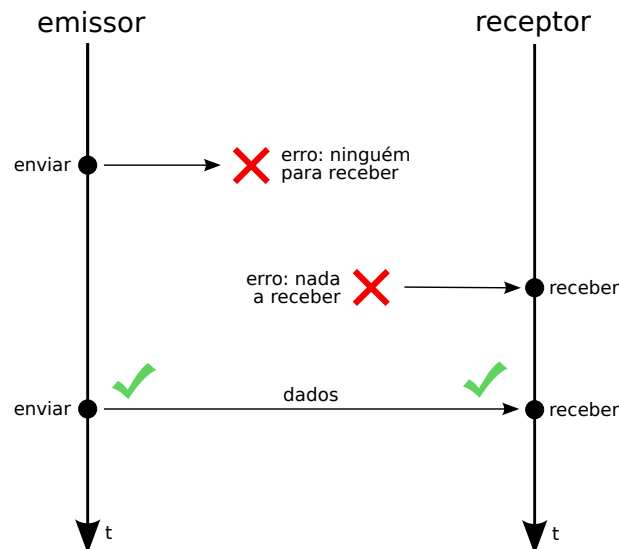 emissor
receptor
enviar
erro: ninguém
para receber
erro: nada
a receber
receber
enviar
dados
receber
t
t